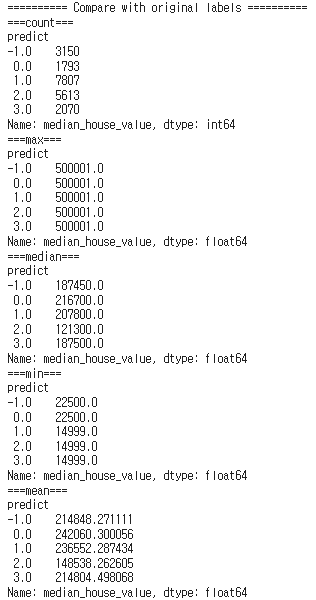 ========== Compare with original labels ==========
===count===
predict
-1.0    3150
 0.0    1793
 1.0    7807
 2.0    5613
 3.0    2070
Name: median_house_value, dtype: int64
===max===
predict
-1.0    500001.0
 0.0    500001.0
 1.0    500001.0
 2.0    500001.0
 3.0    500001.0
Name: median_house_value, dtype: float64
===median===
predict
-1.0    187450.0
 0.0    216700.0
 1.0    207800.0
 2.0    121300.0
 3.0    187500.0
Name: median_house_value, dtype: float64
===min===
predict
-1.0    22500.0
 0.0    22500.0
 1.0    14999.0
 2.0    14999.0
 3.0    14999.0
Name: median_house_value, dtype: float64
===mean===
predict
-1.0    214848.271111
 0.0    242060.300056
 1.0    236552.287434
 2.0    148538.262605
 3.0    214804.498068
Name: median_house_value, dtype: float64